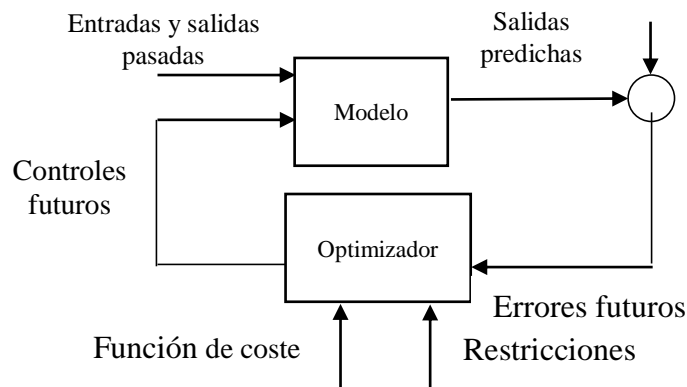 Entradas y salidas
pasadas
Salidas
predichas
Modelo
Controles
futuros
Optimizador
Errores futuros
Función de coste
Restricciones